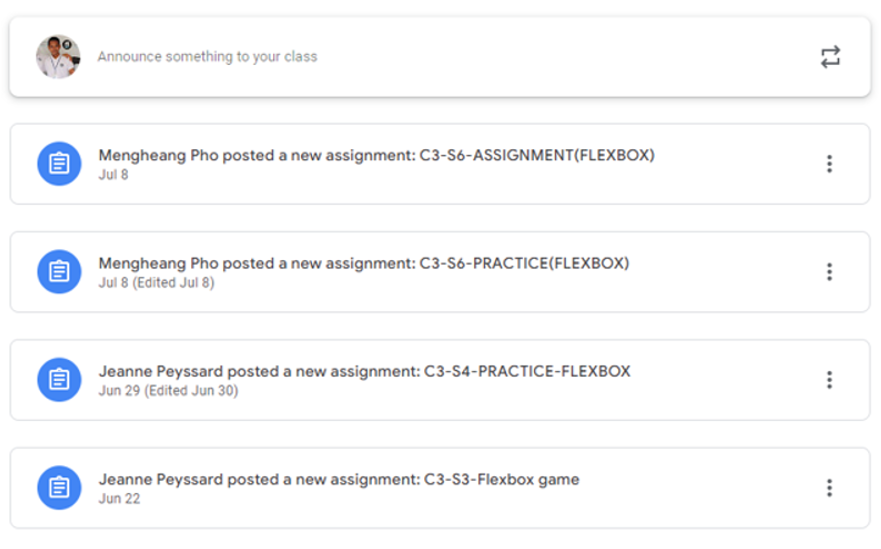 Announce something to your class
Mengheang Pho posted a new assignment: C3-S6-ASSIGNMENT(FLEXBOX)
Jul 8
Mengheang Pho posted a new assignment: C3-S6-PRACTICE(FLEXBOX)
Jul 8 (Edited Jul 8)
Jeanne Peyssard posted a new assignment: C3-S4-PRACTICE-FLEXBOX
Jun 29 (Edited Jun 30)
Jeanne Peyssard posted a new assignment: C3-S3-Flexbox game
Jun 22